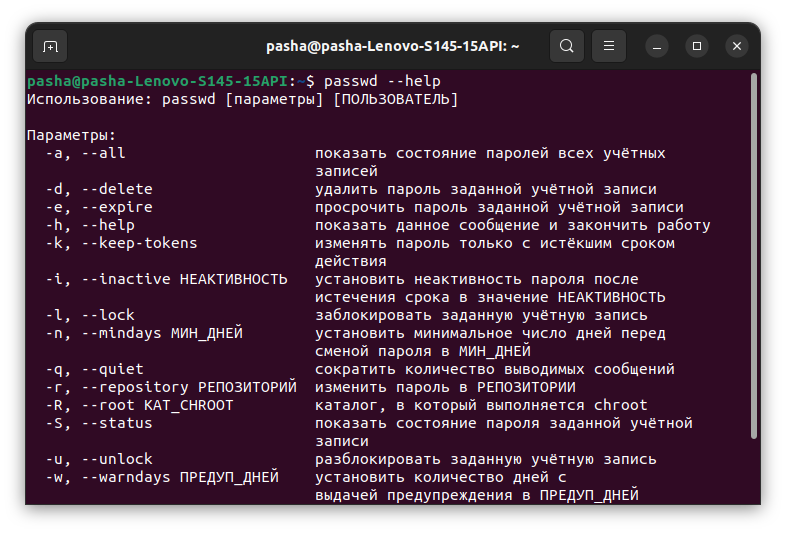 pasha@pasha-Lenovo-S145-15API: ~
pasha@pasha-Lenovo-S145-15API:~$ passwd --help
Использование: passwd [параметры] [ПОЛЬЗОВАТЕЛЬ]

Параметры:
  -a, --all                     показать состояние паролей всех учётных
                                записей
  -d, --delete                  удалить пароль заданной учётной записи
  -e, --expire                  просрочить пароль заданной учётной записи
  -h, --help                    показать данное сообщение и закончить работу
  -k, --keep-tokens             изменять пароль только с истёкшим сроком
                                действия
  -i, --inactive НЕАКТИВНОСТЬ   установить неактивность пароля после
                                истечения срока в значение НЕАКТИВНОСТЬ
  -l, --lock                    заблокировать заданную учётную запись
  -n, --mindays МИН_ДНЕЙ        установить минимальное число дней перед
                                сменой пароля в МИН_ДНЕЙ
  -q, --quiet                   сократить количество выводимых сообщений
  -r, --repository РЕПОЗИТОРИЙ  изменить пароль в РЕПОЗИТОРИИ
  -R, --root КАТ_CHROOT         каталог, в который выполняется chroot
  -S, --status                  показать состояние пароля заданной учётной
                                записи
  -u, --unlock                  разблокировать заданную учётную запись
  -w, --warndays ПРЕДУП_ДНЕЙ    установить количество дней с
                                выдачей предупреждения в ПРЕДУП_ДНЕЙ